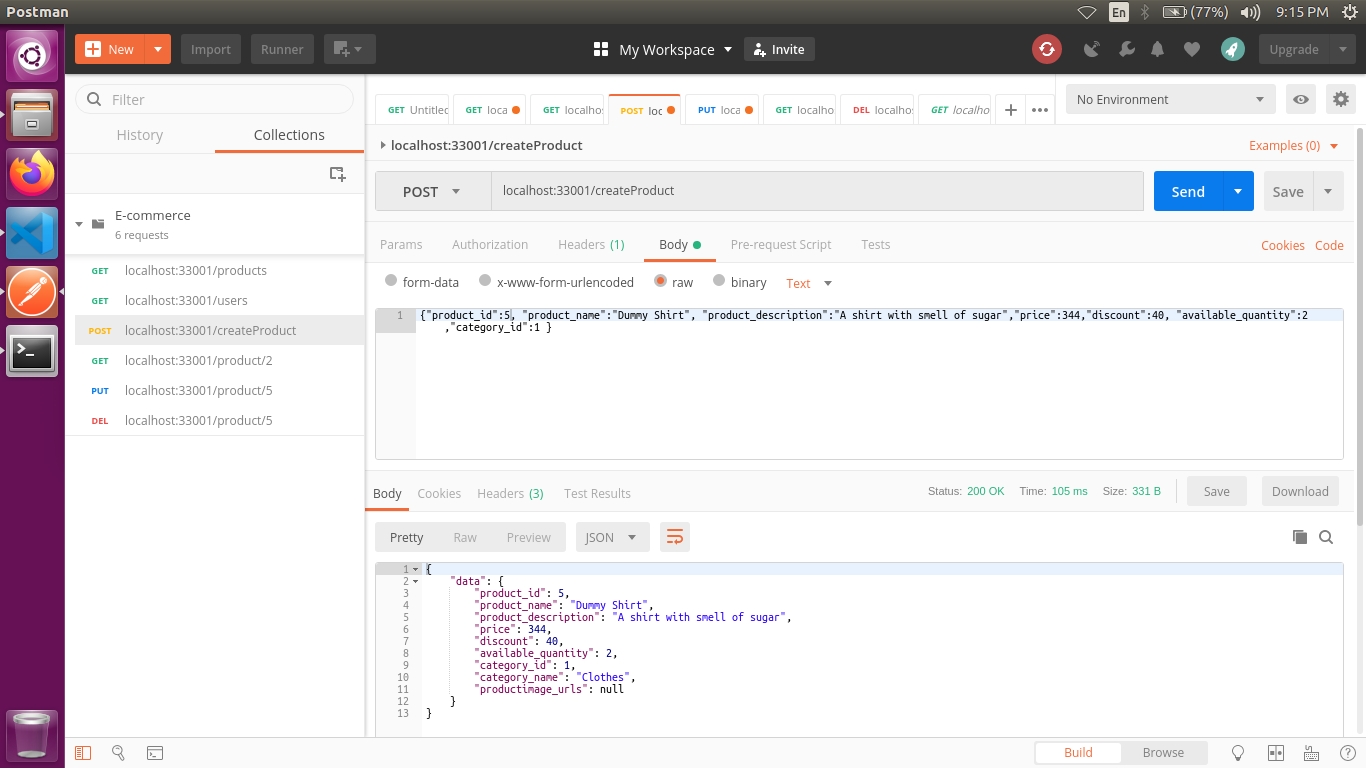 Postman
En
(77%)
9:15 PM
New
Import
Runner
My Workspace
Invite
Upgrade
Filter
History
Collections
E-commerce
6 requests
GET localhost:33001/products
GET localhost:33001/users
POST localhost:33001/createProduct
GET localhost:33001/product/2
PUT localhost:33001/product/5
DEL localhost:33001/product/5
GET Untitled
GET loca
GET localhos
POST loc
PUT loca
GET localho
DEL localhos
GET localho
No Environment
localhost:33001/createProduct
Examples (0)
POST
localhost:33001/createProduct
Send
Save
Params
Authorization
Headers (1)
Body
Pre-request Script
Tests
Cookies
Code
form-data
x-www-form-urlencoded
raw
binary
Text
1 {"product_id":5, "product_name":"Dummy Shirt", "product_description":"A shirt with smell of sugar","price":344,"discount":40, "available_quantity":2
,"category_id":1 }
Body
Cookies
Headers (3)
Test Results
Status: 200 OK
Time: 105 ms
Size: 331 B
Save
Download
Pretty
Raw
Preview
JSON
1 {
2 "data": {
3 "product_id": 5,
4 "product_name": "Dummy Shirt",
5 "product_description": "A shirt with smell of sugar",
6 "price": 344,
7 "discount": 40,
8 "available_quantity": 2,
9 "category_id": 1,
10 "category_name": "Clothes",
11 "productimage_urls": null
12 }
13 }
Build
Browse